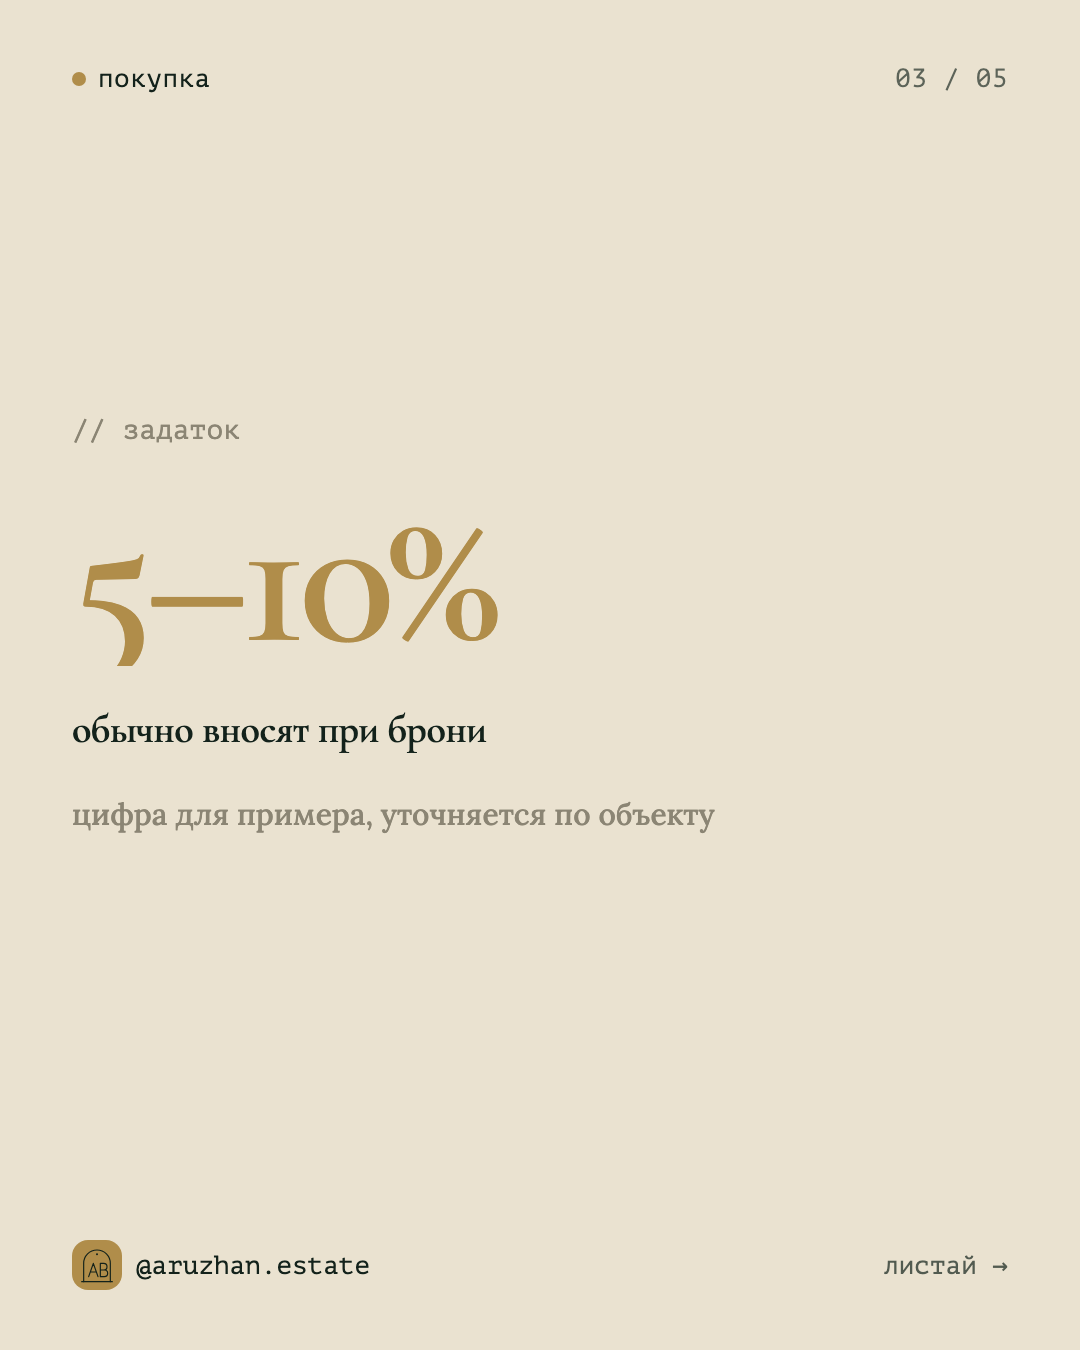 покупка
03 / 05
// задаток
5–10%
обычно вносят при брони
цифра для примера, уточняется по объекту
AB
@aruzhan.estate
листай →